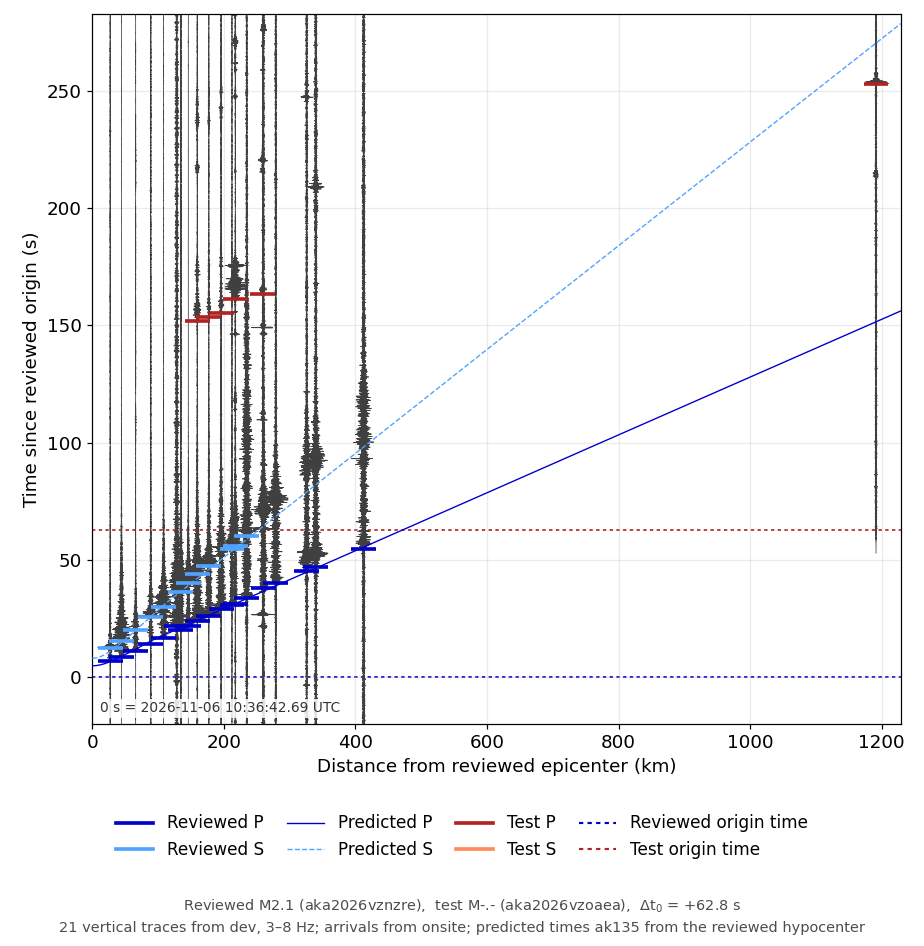 250
200
150
100
50
0
Time since reviewed origin (s)
0 s = 2026-11-06 10:36:42.69 UTC
0 200 400 600 800 1000 1200
Distance from reviewed epicenter (km)
Reviewed P Predicted P Test P Reviewed origin time
Reviewed S Predicted S Test S Test origin time
Reviewed M2.1 (aka2026vznzre), test M-.- (aka2026vzoaea), Δt₀ = +62.8 s
21 vertical traces from dev, 3–8 Hz; arrivals from onsite; predicted times ak135 from the reviewed hypocenter